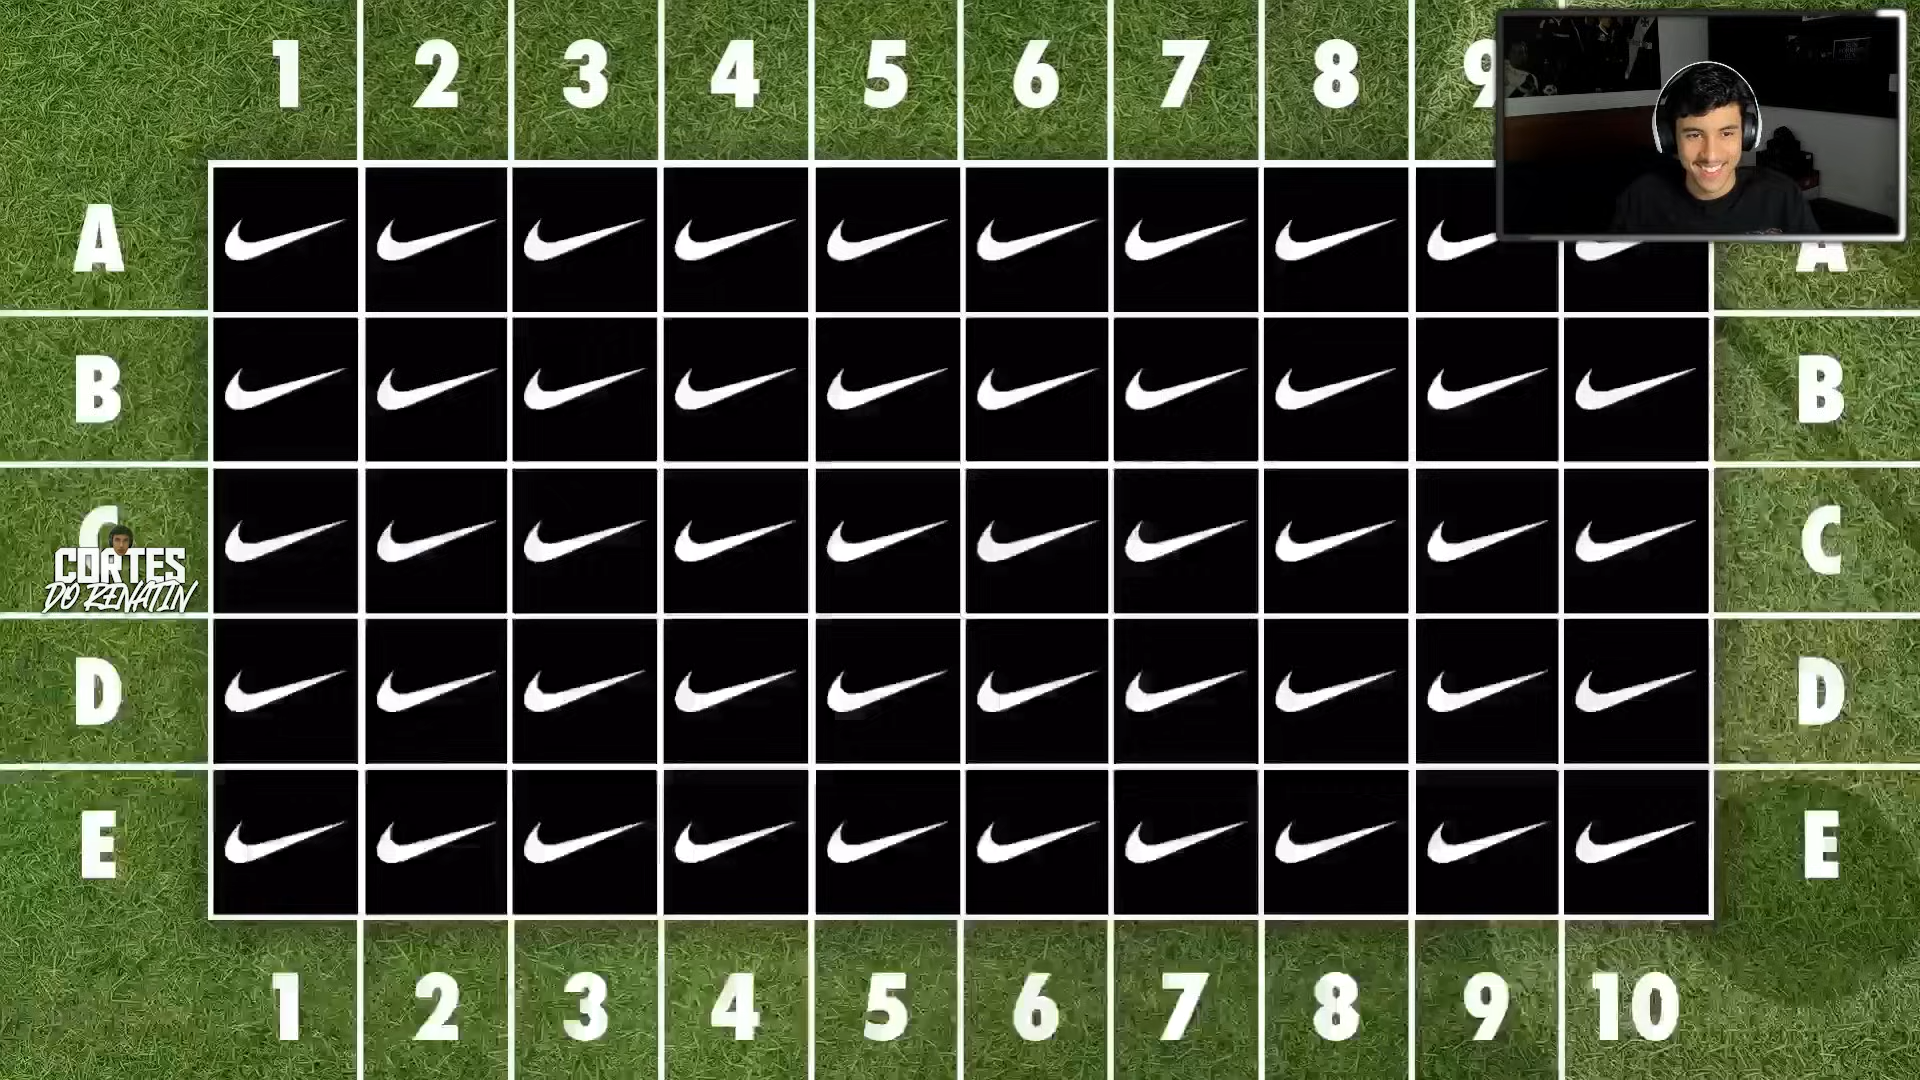 1 2 3 4 5 6 7 8 9
A A
B B
C C
CORTES
DO RENATIN
D D
E E
1 2 3 4 5 6 7 8 9 10